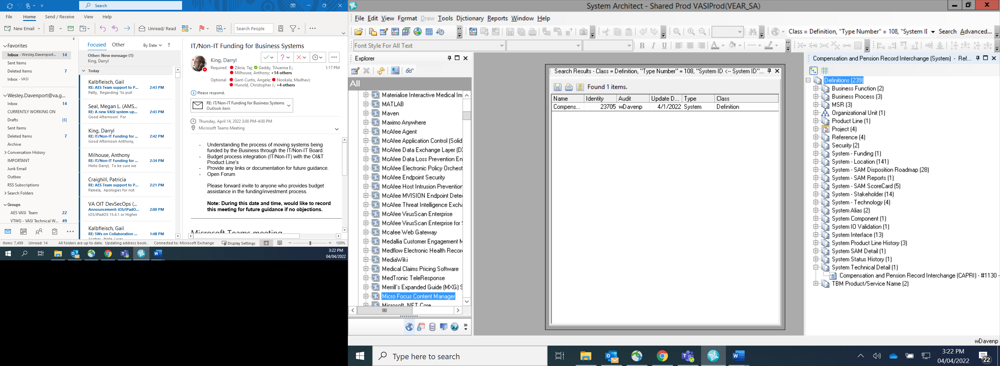 Search
File Home Send / Receive View Help
New Email Unread/ Read Search People
Favorites
Inbox - Wesley.Davenport... 14
Sent Items
Deleted Items 7
Inbox - VASI
Wesley.Davenport@va.g...
Inbox 14
CURRENTLY WORKING ON
Drafts [6]
Sent Items
Deleted Items 7
Archive
Conversation History
IMPORTANT
Junk Email
Outbox
RSS Subscriptions
Search Folders
Groups
AES VASI Team 22
VTWG - VASI Technical W... 49
Focused Other By Date
Other: New message (1)
King, Darryl
Today
Kalbfleisch, Gail
RE: AES Team support to P... 2:43 PM
Patty, Regarding 'to pull
Seal, Megan L. (AMS...
RE: A new VASI system up... 2:43 PM
Good Afternoon! For
King, Darryl
RE: IT/Non-IT Funding for ... 2:42 PM
Good Afternoon Anthony,
Milhouse, Anthony
RE: IT/Non-IT Funding for ... 2:34 PM
Hello Darryl, To be sure we
Craighill, Patricia
RE: AES Team support to P... 2:21 PM
Pamela, Apologies for not
VA OIT DevSecOps (...
Announcement: iOS/iPadO... 2:00 PM
iOS/iPadOS 15.4.1 or Higher
Kalbfleisch, Gail
RE: 5Ws on Collaboration ... 1:48 PM
Asghar, Note, I was
IT/Non-IT Funding for Business Systems
King, Darryl
Required Zikria, Taj; Gaddy, TiJuanna E.; 1:17 PM
Milhouse, Anthony; +14 others
Optional Gant-Curtis, Angela; Nookala, Madhavi;
Hunold, Christopher J.; +4 others
Please respond.
RE: IT/Non-IT Funding for Business Systems
Outlook item
Thursday, April 14, 2022 3:00 PM-4:00 PM
Microsoft Teams Meeting
- Understanding the process of moving systems being
funded by the Business through the IT/Non-IT Board.
- Budget process integration (IT/Non-IT) with the OI&T
Product Line's
- Provide any links or documentation for future guidance.
- Open Forum
Please forward invite to anyone who provides budget
assistance in the funding/investment process.
Note: During this date and time, would like to record
this meeting for future guidance if no objections.
Microsoft Teams meeting
Items: 7,499 Unread: 14 All folders are up to date. Updating address book. Connected to: Microsoft Exchange Display Settings 100%
3:22 PM
04/04/2022
System Architect - Shared Prod VASIProd(VEAR_SA)
File Edit View Format Draw Tools Dictionary Reports Window Help
Class = Definition, "Type Number" = 108, "System ID Search Advanced...
Font Style For All Text B I U
Explorer
All
Materialise Interactive Medical Im
MATLAB
Maven
Maximo Anywhere
McAfee Agent
McAfee Application Control (Solid
McAfee Data Exchange Layer (D
McAfee Data Loss Prevention En
McAfee Electronic Policy Orchest
McAfee Endpoint Security
McAfee Host Intrusion Prevention
McAfee MVISION Endpoint Dete
McAfee Threat Intelligence Excha
McAfee VirusScan Enterprise
McAfee VirusScan Enterprise for
Mcafee Web Gateway
Medallia Customer Engagement M
Medflow Electronic Health Recor
MediaWiki
Medical Claims Pricing Software
MedTronic TeleResponse
Merrill`s Expanded Guide (MXG) S
Micro Focus Content Manager
Microsoft .NET Core
Search Results - Class = Definition, "Type Number" = 108, "System ID <-- System ID"...
Found 1 items.
Name Identity Audit Update D... Type Class
Compens... 23705 wDavenp 4/1/2022 System Definition
Compensation and Pension Record Interchange (System) - Ref...
Definitions (239)
Business Function (2)
Business Process (3)
MSR (3)
Organizational Unit (1)
Product Line (1)
Project (4)
Reference (4)
Security (2)
System - Funding (1)
System - Location (141)
System - SAM Disposition Roadmap (28)
System - SAM Reports (1)
System - SAM ScoreCard (5)
System - Stakeholder (14)
System - Technology (4)
System Alias (2)
System Component (1)
System IO Validation (1)
System Interface (13)
System Product Line History (3)
System SAM Detail (1)
System Status History (1)
System Technical Detail (1)
Compensation and Pension Record Interchange (CAPRI) - #1130 -
TBM Product/Service Name (2)
wDavenp
Type here to search
3:22 PM
04/04/2022
22